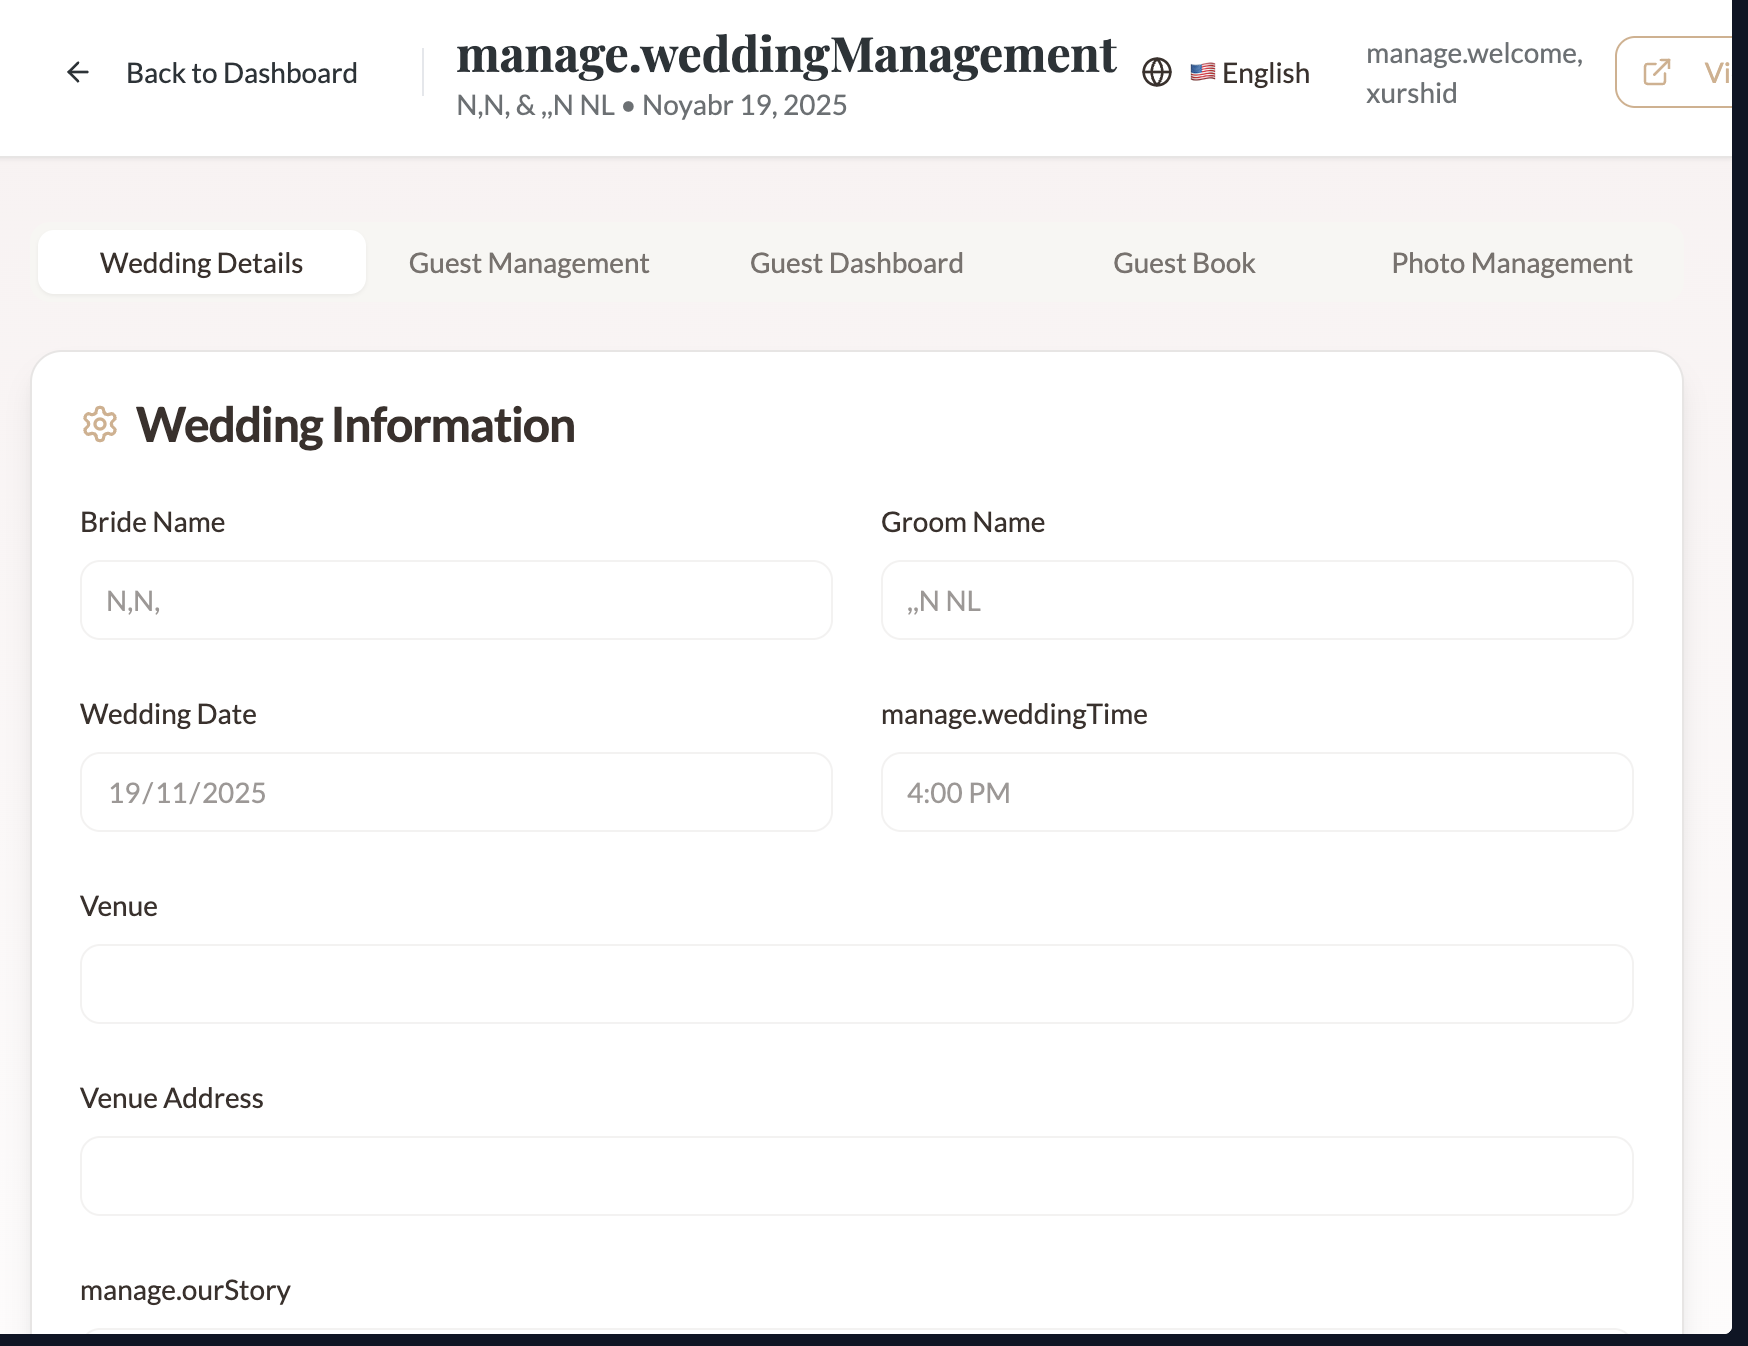 Back to Dashboard
manage.weddingManagement
N,N, & ,,N NL • Noyabr 19, 2025
🇺🇸 English
manage.welcome,
xurshid
Vi
Wedding Details
Guest Management
Guest Dashboard
Guest Book
Photo Management
Wedding Information
Bride Name
Groom Name
N,N,
,,N NL
Wedding Date
manage.weddingTime
19/11/2025
4:00 PM
Venue
Venue Address
manage.ourStory